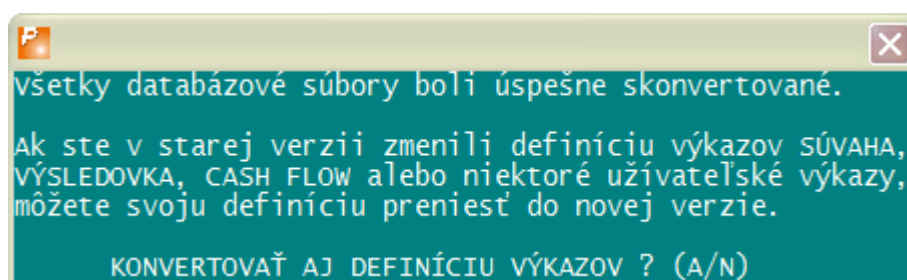 Všetky databázové súbory boli úspešne skonvertované.
Ak ste v starej verzii zmenili definíciu výkazov SÚVAHA,
VÝSLEDOVKA, CASH FLOW alebo niektoré užívateľské výkazy,
môžete svoju definíciu preniesť do novej verzie.
KONVERTOVAŤ AJ DEFINÍCIU VÝKAZOV ? (A/N)